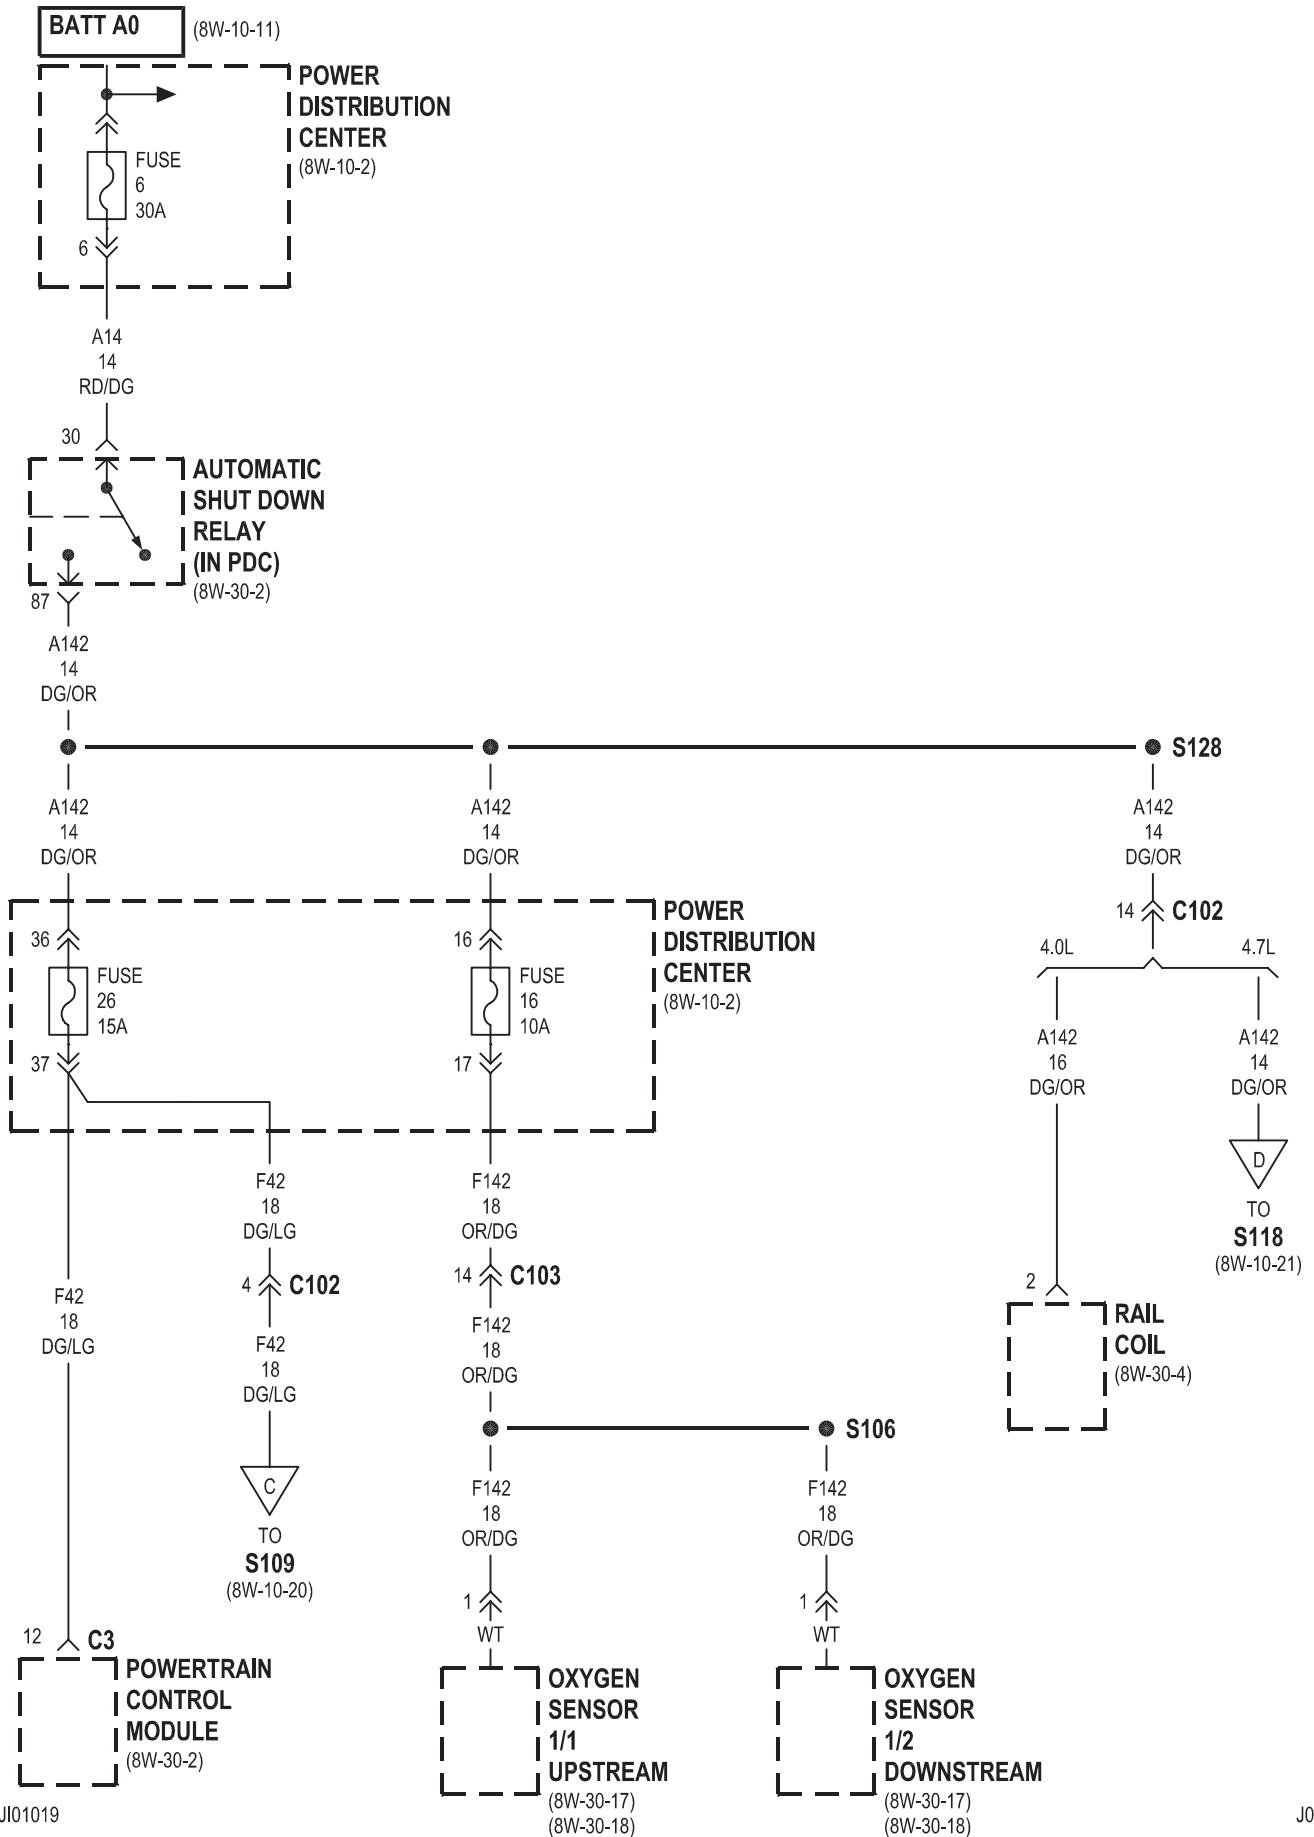 BATT A0
(8W-10-11)
POWER
DISTRIBUTION
CENTER
(8W-10-2)
FUSE
6
30A
6
A14
14
RD/DG
30
AUTOMATIC
SHUT DOWN
RELAY
(IN PDC)
(8W-30-2)
87
A142
14
DG/OR
S128
A142
14
DG/OR
A142
14
DG/OR
A142
14
DG/OR
POWER
DISTRIBUTION
CENTER
(8W-10-2)
36
FUSE
26
15A
37
16
FUSE
16
10A
17
14
C102
4.0L
4.7L
A142
16
DG/OR
A142
14
DG/OR
D
TO
S118
(8W-10-21)
2
RAIL
COIL
(8W-30-4)
F42
18
DG/LG
F42
18
DG/LG
4
C102
F42
18
DG/LG
C
TO
S109
(8W-10-20)
F142
18
OR/DG
14
C103
F142
18
OR/DG
S106
F142
18
OR/DG
F142
18
OR/DG
1
WT
1
WT
12
C3
POWERTRAIN
CONTROL
MODULE
(8W-30-2)
OXYGEN
SENSOR
1/1
UPSTREAM
(8W-30-17)
(8W-30-18)
OXYGEN
SENSOR
1/2
DOWNSTREAM
(8W-30-17)
(8W-30-18)
JI01019
J0